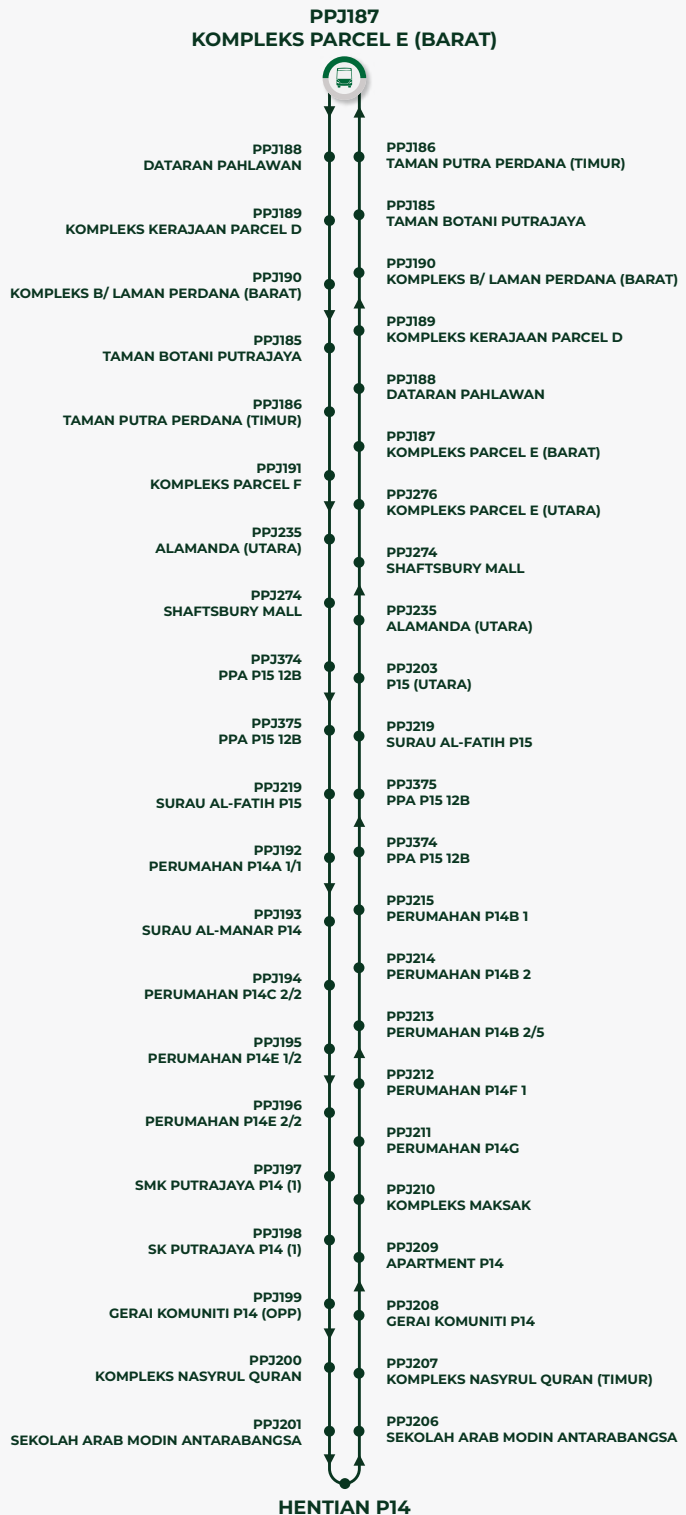 PPJ187
KOMPLEKS PARCEL E (BARAT)
PPJ188
DATARAN PAHLAWAN
PPJ189
KOMPLEKS KERAJAAN PARCEL D
PPJ190
KOMPLEKS B/ LAMAN PERDANA (BARAT)
PPJ185
TAMAN BOTANI PUTRAJAYA
PPJ186
TAMAN PUTRA PERDANA (TIMUR)
PPJ191
KOMPLEKS PARCEL F
PPJ235
ALAMANDA (UTARA)
PPJ274
SHAFTSBURY MALL
PPJ374
PPA P15 12B
PPJ375
PPA P15 12B
PPJ219
SURAU AL-FATIH P15
PPJ192
PERUMAHAN P14A 1/1
PPJ193
SURAU AL-MANAR P14
PPJ194
PERUMAHAN P14C 2/2
PPJ195
PERUMAHAN P14E 1/2
PPJ196
PERUMAHAN P14E 2/2
PPJ197
SMK PUTRAJAYA P14 (1)
PPJ198
SK PUTRAJAYA P14 (1)
PPJ199
GERAI KOMUNITI P14 (OPP)
PPJ200
KOMPLEKS NASYRUL QURAN
PPJ201
SEKOLAH ARAB MODIN ANTARABANGSA
PPJ186
TAMAN PUTRA PERDANA (TIMUR)
PPJ185
TAMAN BOTANI PUTRAJAYA
PPJ190
KOMPLEKS B/ LAMAN PERDANA (BARAT)
PPJ189
KOMPLEKS KERAJAAN PARCEL D
PPJ188
DATARAN PAHLAWAN
PPJ187
KOMPLEKS PARCEL E (BARAT)
PPJ276
KOMPLEKS PARCEL E (UTARA)
PPJ274
SHAFTSBURY MALL
PPJ235
ALAMANDA (UTARA)
PPJ203
P15 (UTARA)
PPJ219
SURAU AL-FATIH P15
PPJ375
PPA P15 12B
PPJ374
PPA P15 12B
PPJ215
PERUMAHAN P14B 1
PPJ214
PERUMAHAN P14B 2
PPJ213
PERUMAHAN P14B 2/5
PPJ212
PERUMAHAN P14F 1
PPJ211
PERUMAHAN P14G
PPJ210
KOMPLEKS MAKSAK
PPJ209
APARTMENT P14
PPJ208
GERAI KOMUNITI P14
PPJ207
KOMPLEKS NASYRUL QURAN (TIMUR)
PPJ206
SEKOLAH ARAB MODIN ANTARABANGSA
HENTIAN P14